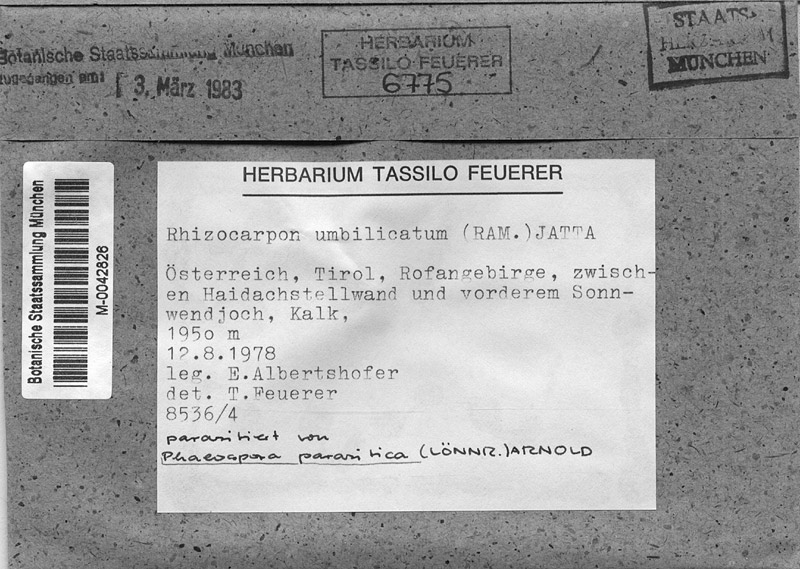 Botanische Staatssammlung München
zugegangen am:
3. März 1983
HERBARIUM
TASSILO FEUERER
6775
STAATS-
MÜNCHEN
Botanische Staatssammlung München
M-0042826
HERBARIUM TASSILO FEUERER
Rhizocarpon umbilicatum (RAM.)JATTA
Österreich, Tirol, Rofangebirge, zwisch-
en Haidachstellwand und vorderem Sonn-
wendjoch, Kalk,
195o m
12.8.1978
leg. E.Albertshofer
det. T.Feuerer
8536/4
parasitiert von
Phaeospora parasitica (LÖNNR.)ARNOLD